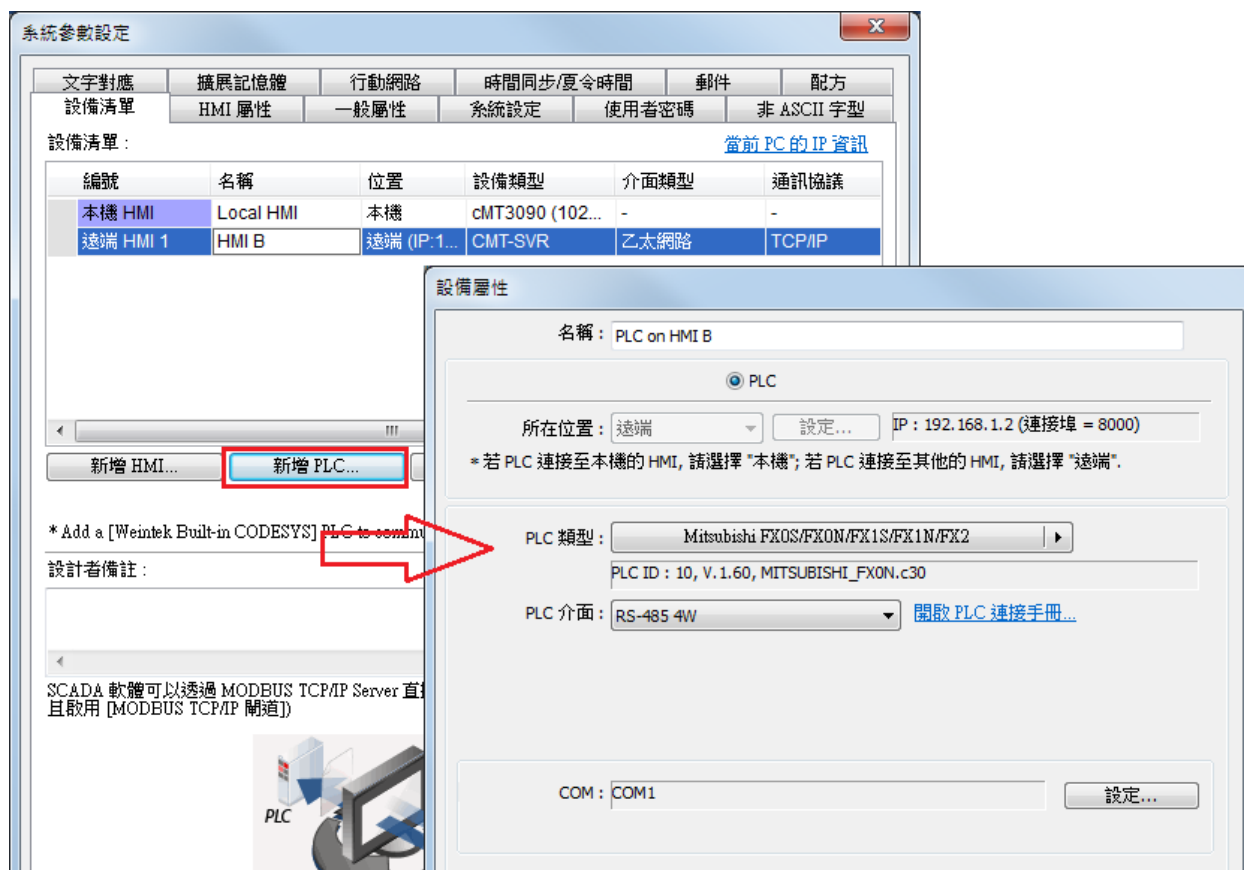 系統參數設定
文字對應 擴展記憶體 行動網路 時間同步/夏令時間 郵件 配方
設備清單 HMI 屬性 一般屬性 系統設定 使用者密碼 非 ASCII 字型
設備清單 :
當前 PC 的 IP 資訊
編號 名稱 位置 設備類型 介面類型 通訊協議
本機 HMI Local HMI 本機 cMT3090 (102... - -
遠端 HMI 1 HMI B 遠端 (IP:1... CMT-SVR 乙太網路 TCP/IP
新增 HMI... 新增 PLC...
* Add a [Weintek Built-in CODESYS] PLC to commu
設計者備註 :
SCADA 軟體可以透過 MODBUS TCP/IP Server 直
且啟用 [MODBUS TCP/IP 閘道])
PLC
設備屬性
名稱 : PLC on HMI B
PLC
所在位置 : 遠端 設定... IP : 192.168.1.2 (連接埠 = 8000)
* 若 PLC 連接至本機的 HMI, 請選擇 "本機"; 若 PLC 連接至其他的 HMI, 請選擇 "遠端".
PLC 類型 : Mitsubishi FX0S/FX0N/FX1S/FX1N/FX2
PLC ID : 10, V.1.60, MITSUBISHI_FX0N.c30
PLC 介面 : RS-485 4W 開啟 PLC 連接手冊...
COM : COM1 設定...